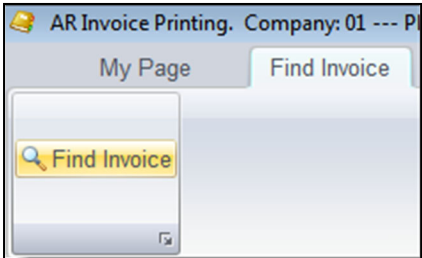 AR Invoice Printing. Company: 01 ---
My Page
Find Invoice
Find Invoice